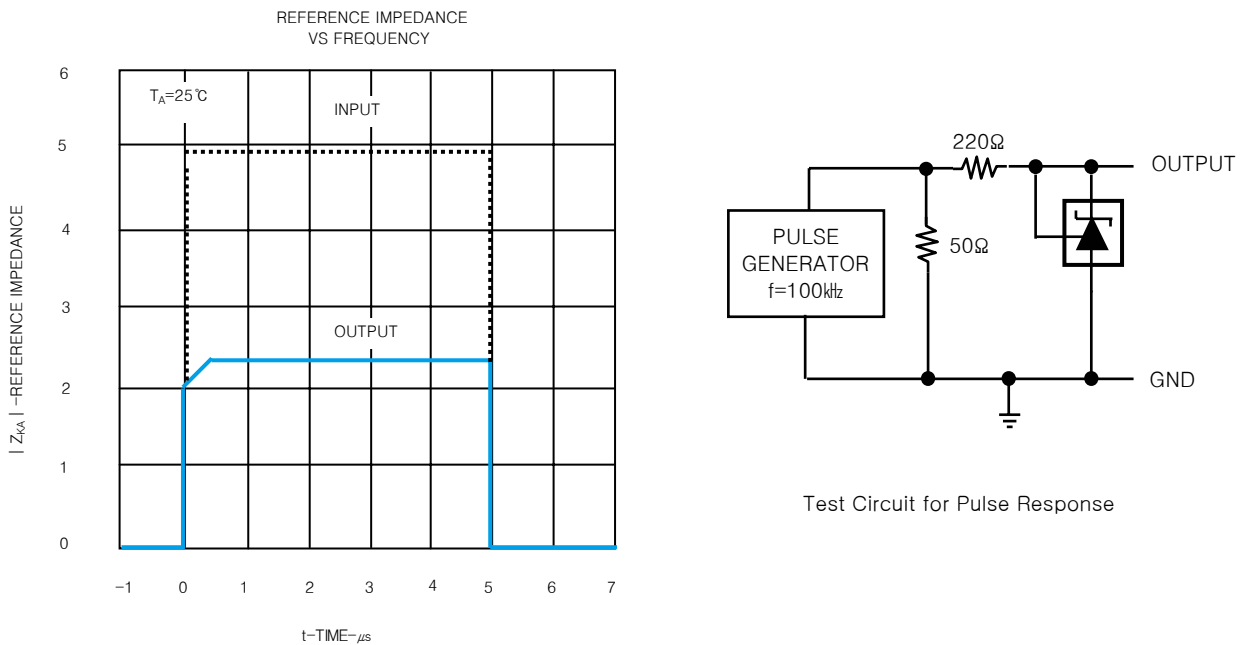 REFERENCE IMPEDANCE
VS FREQUENCY
6
5
4
3
2
1
0
|ZKA| -REFERENCE IMPEDANCE
TA=25℃
INPUT
OUTPUT
-1 0 1 2 3 4 5 6 7
t-TIME-μs
220Ω
OUTPUT
PULSE
GENERATOR
f=100㎑
50Ω
GND
Test Circuit for Pulse Response